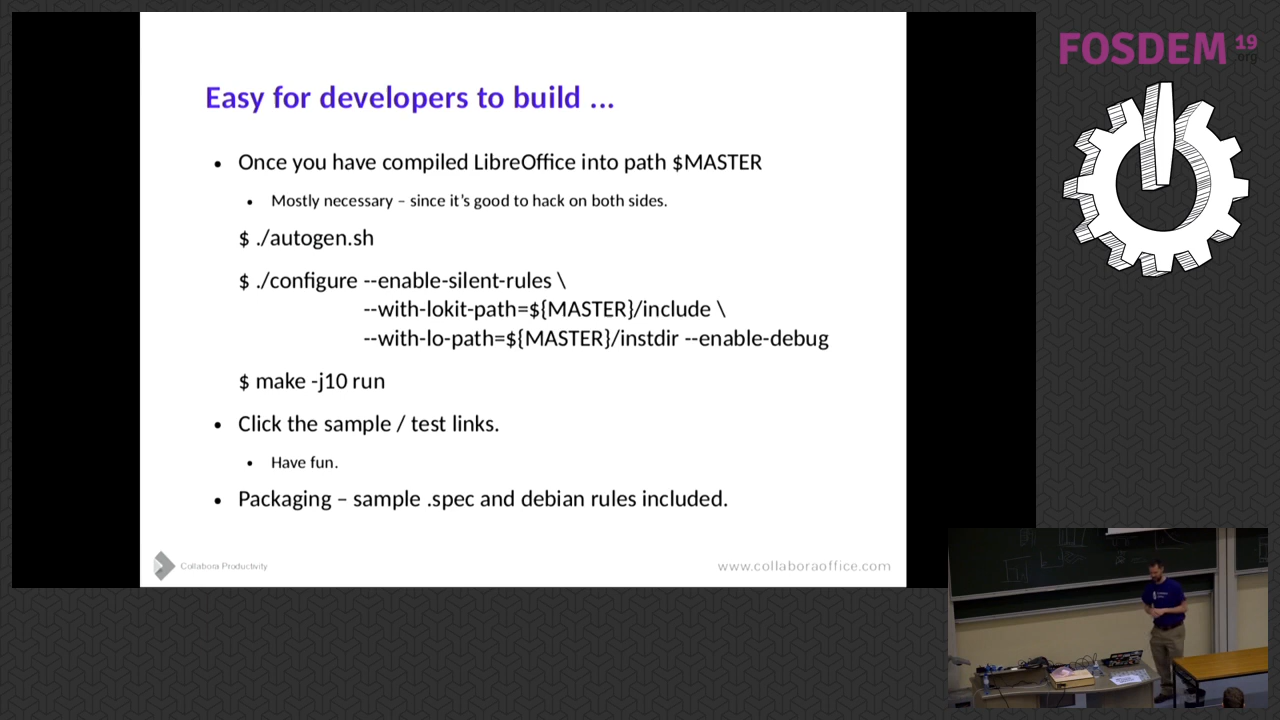 Easy for developers to build ...
• Once you have compiled LibreOffice into path $MASTER
• Mostly necessary – since it's good to hack on both sides.
$ ./autogen.sh
$ ./configure --enable-silent-rules \
--with-lokit-path=${MASTER}/include \
--with-lo-path=${MASTER}/instdir --enable-debug
$ make -j10 run
• Click the sample / test links.
• Have fun.
• Packaging – sample .spec and debian rules included.
Collabora Productivity
www.collaboraoffice.com
FOSDEM 19
.org